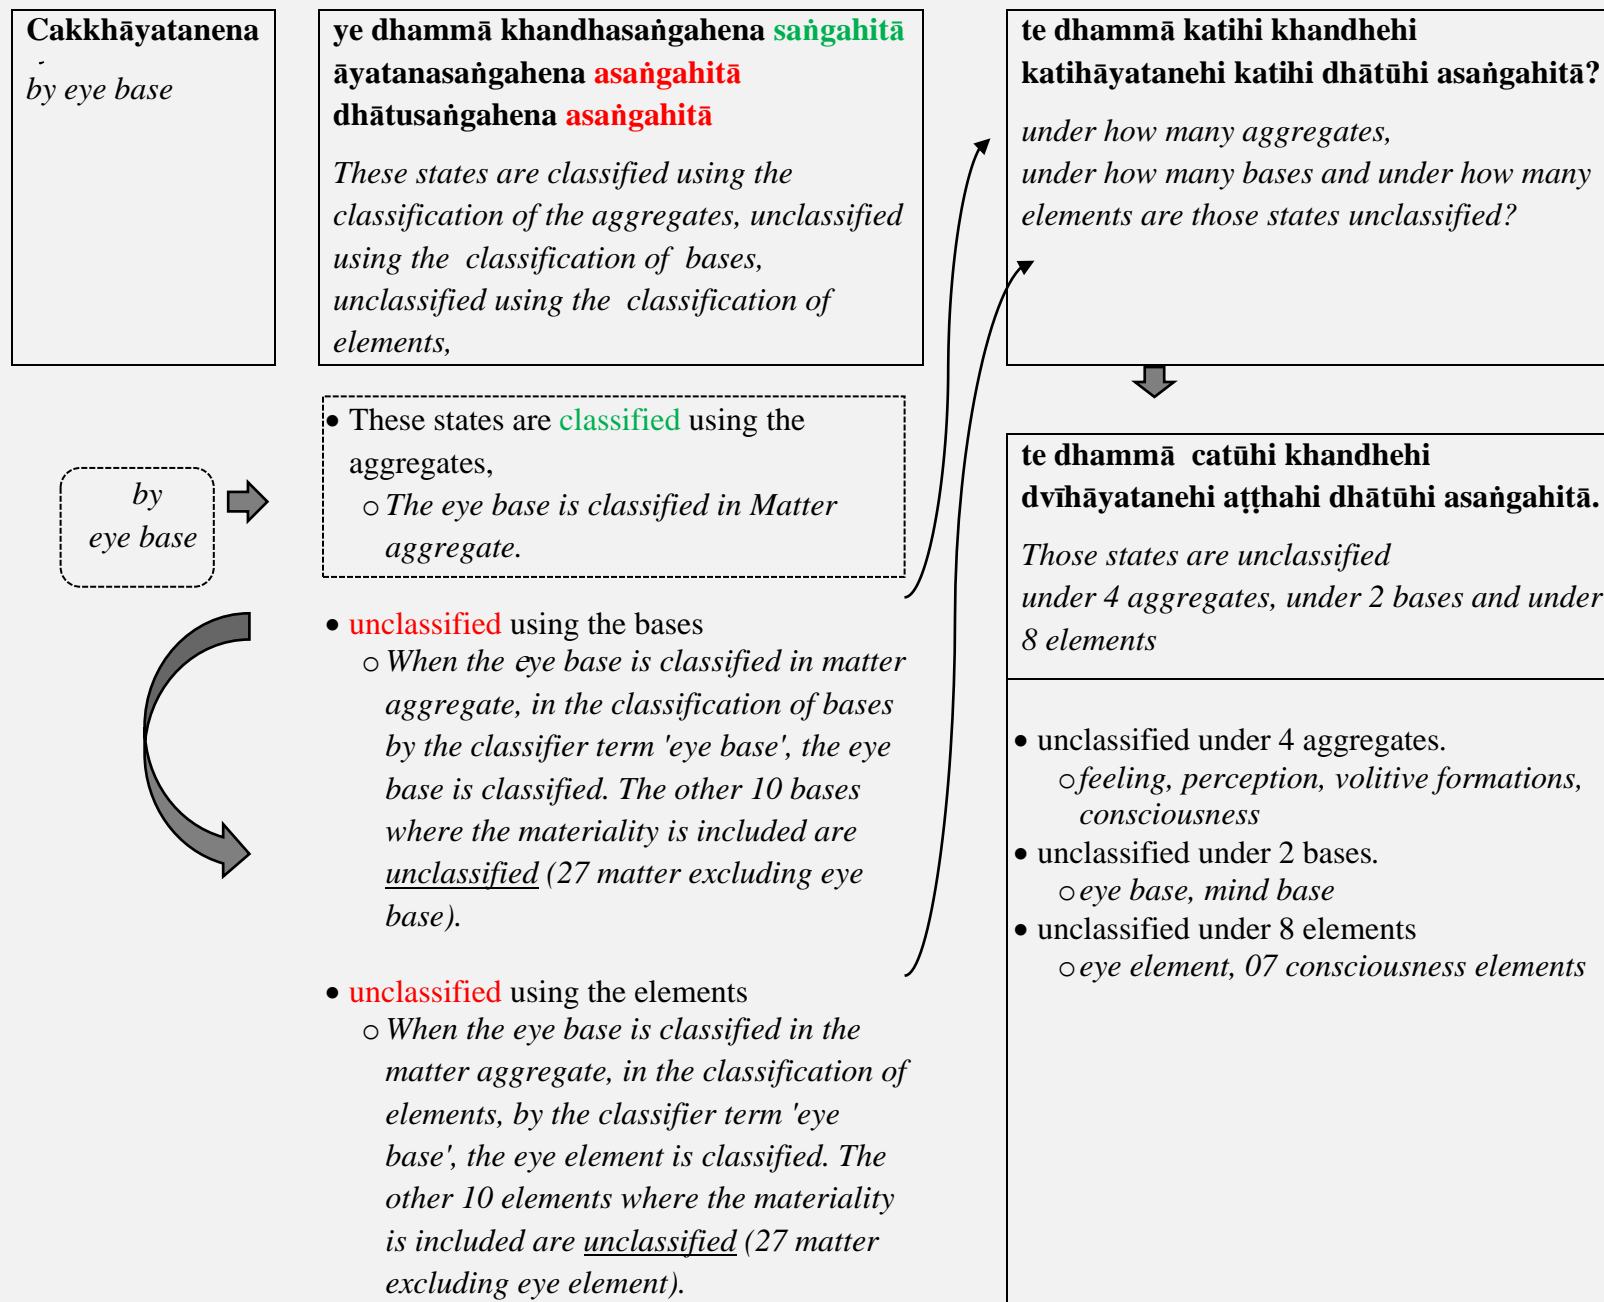 Cakkhāyatanena
by eye base
ye dhammā khandhasaṅgahena saṅgahitā
āyatanasaṅgahena asaṅgahitā
dhātusaṅgahena asaṅgahitā
These states are classified using the
classification of the aggregates, unclassified
using the classification of bases,
unclassified using the classification of
elements,
te dhammā katihi khandhehi
katihāyatanehi katihi dhātūhi asaṅgahitā?
under how many aggregates,
under how many bases and under how many
elements are those states unclassified?
by
eye base
• These states are classified using the
aggregates,
o The eye base is classified in Matter
aggregate.
• unclassified using the bases
o When the eye base is classified in matter
aggregate, in the classification of bases
by the classifier term 'eye base', the eye
base is classified. The other 10 bases
where the materiality is included are
unclassified (27 matter excluding eye
base).
• unclassified using the elements
o When the eye base is classified in the
matter aggregate, in the classification of
elements, by the classifier term 'eye
base', the eye element is classified. The
other 10 elements where the materiality
is included are unclassified (27 matter
excluding eye element).
te dhammā catūhi khandhehi
dvīhāyatanehi aṭṭhahi dhātūhi asaṅgahitā.
Those states are unclassified
under 4 aggregates, under 2 bases and under
8 elements
• unclassified under 4 aggregates.
o feeling, perception, volitive formations,
consciousness
• unclassified under 2 bases.
o eye base, mind base
• unclassified under 8 elements
o eye element, 07 consciousness elements